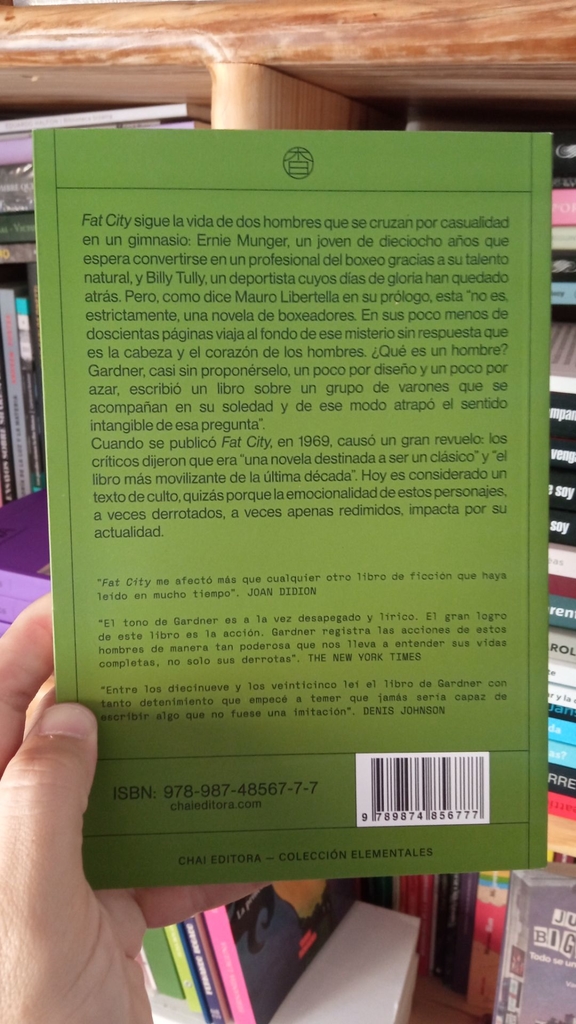 Fat City sigue la vida de dos hombres que se cruzan por casualidad
en un gimnasio: Ernie Munger, un joven de dieciocho años que
espera convertirse en un profesional del boxeo gracias a su talento
natural, y Billy Tully, un deportista cuyos días de gloria han quedado
atrás. Pero, como dice Mauro Libertella en su prólogo, esta "no es,
estrictamente, una novela de boxeadores. En sus poco menos de
doscientas páginas viaja al fondo de ese misterio sin respuesta que
es la cabeza y el corazón de los hombres. ¿Qué es un hombre?
Gardner, casi sin proponérselo, un poco por diseño y un poco por
azar, escribió un libro sobre un grupo de varones que se
acompañan en su soledad y de ese modo atrapó el sentido
intangible de esa pregunta".
Cuando se publicó Fat City, en 1969, causó un gran revuelo: los
críticos dijeron que era "una novela destinada a ser un clásico" y "el
libro más movilizante de la última década". Hoy es considerado un
texto de culto, quizás porque la emocionalidad de estos personajes,
a veces derrotados, a veces apenas redimidos, impacta por su
actualidad.
"Fat City me afectó más que cualquier otro libro de ficción que haya
leído en mucho tiempo". JOAN DIDION
"El tono de Gardner es a la vez desapegado y lírico. El gran logro
de este libro es la acción. Gardner registra las acciones de estos
hombres de manera tan poderosa que nos lleva a entender sus vidas
completas, no solo sus derrotas". THE NEW YORK TIMES
"Entre los diecinueve y los veinticinco leí el libro de Gardner con
tanto detenimiento que empecé a temer que jamás sería capaz de
escribir algo que no fuese una imitación". DENIS JOHNSON
ISBN: 978-987-48567-7-7
chaieditora.com
9 789874 856777
CHAI EDITORA – COLECCIÓN ELEMENTALES
venga
e soy
soy
JU
BIG
Todo se un